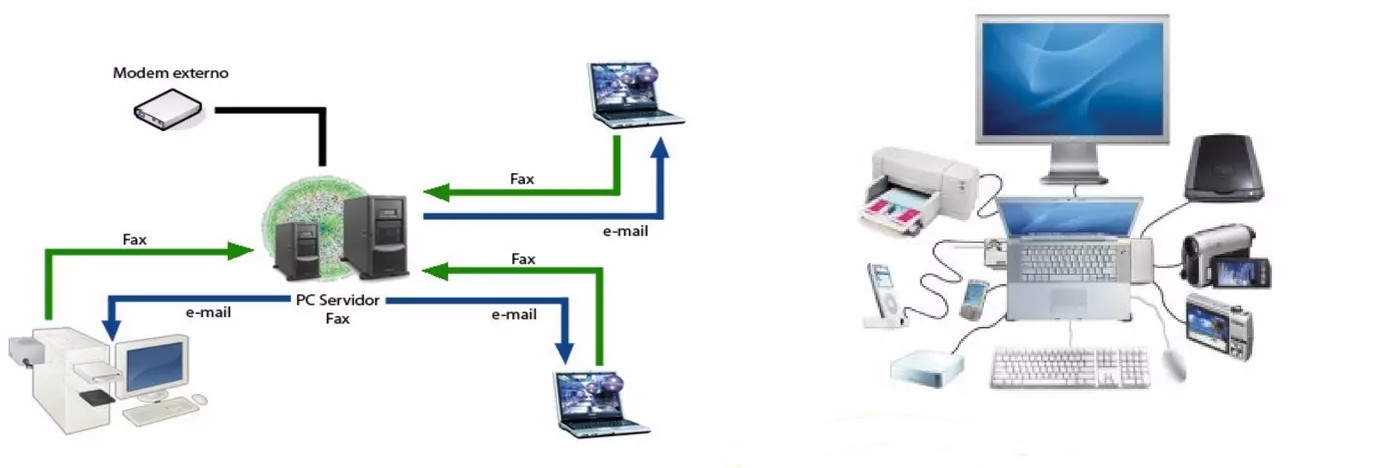 Modem externo
Fax
e-mail
Fax
Fax
e-mail
PC Servidor
Fax
e-mail